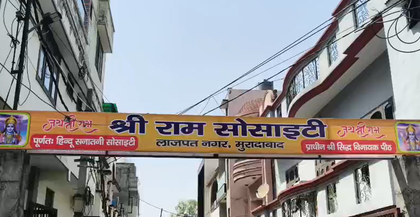 जय श्री राम
श्री राम सोसाइटी
जय श्री राम
पूर्णतः हिन्दू सनातनी सोसाइटी
लाजपत नगर, मुरादाबाद
प्राचीन श्री सिद्ध विनायक पीठ